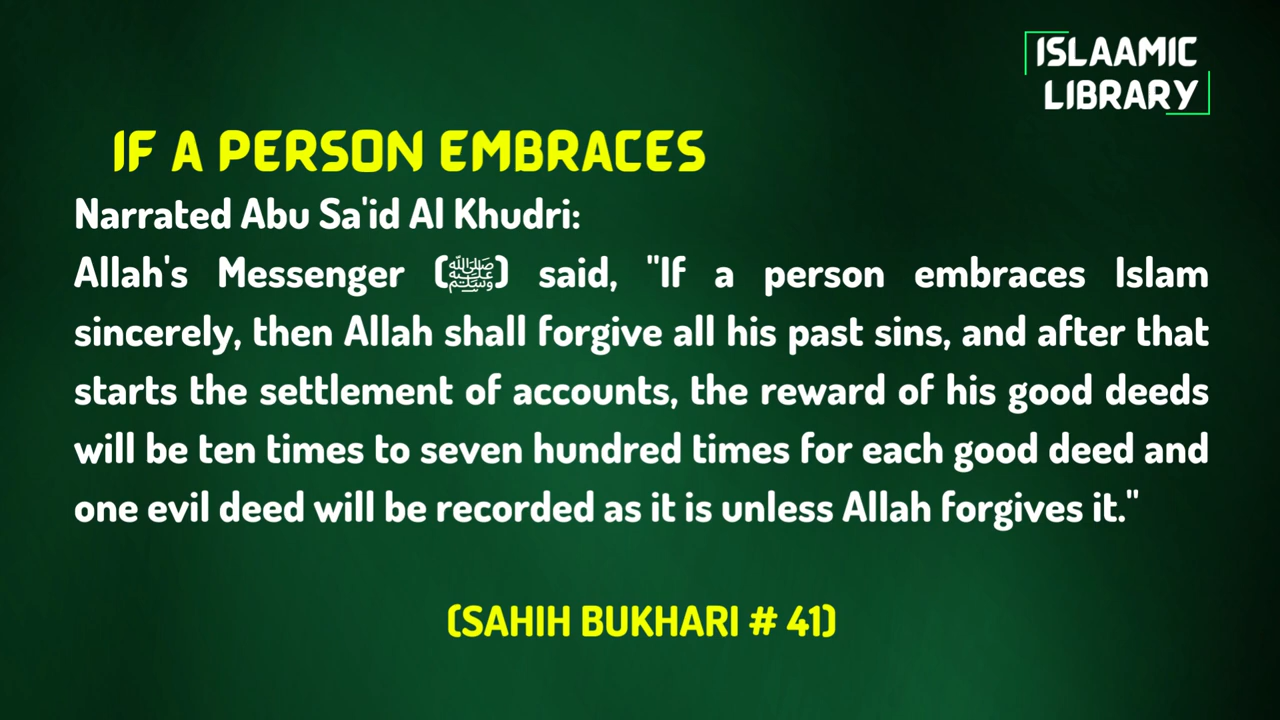 ISLAAMIC
LIBRARY
IF A PERSON EMBRACES
Narrated Abu Sa'id Al Khudri:
Allah's Messenger (ﷺ) said, "If a person embraces Islam
sincerely, then Allah shall forgive all his past sins, and after that
starts the settlement of accounts, the reward of his good deeds
will be ten times to seven hundred times for each good deed and
one evil deed will be recorded as it is unless Allah forgives it."
(SAHIH BUKHARI # 41)